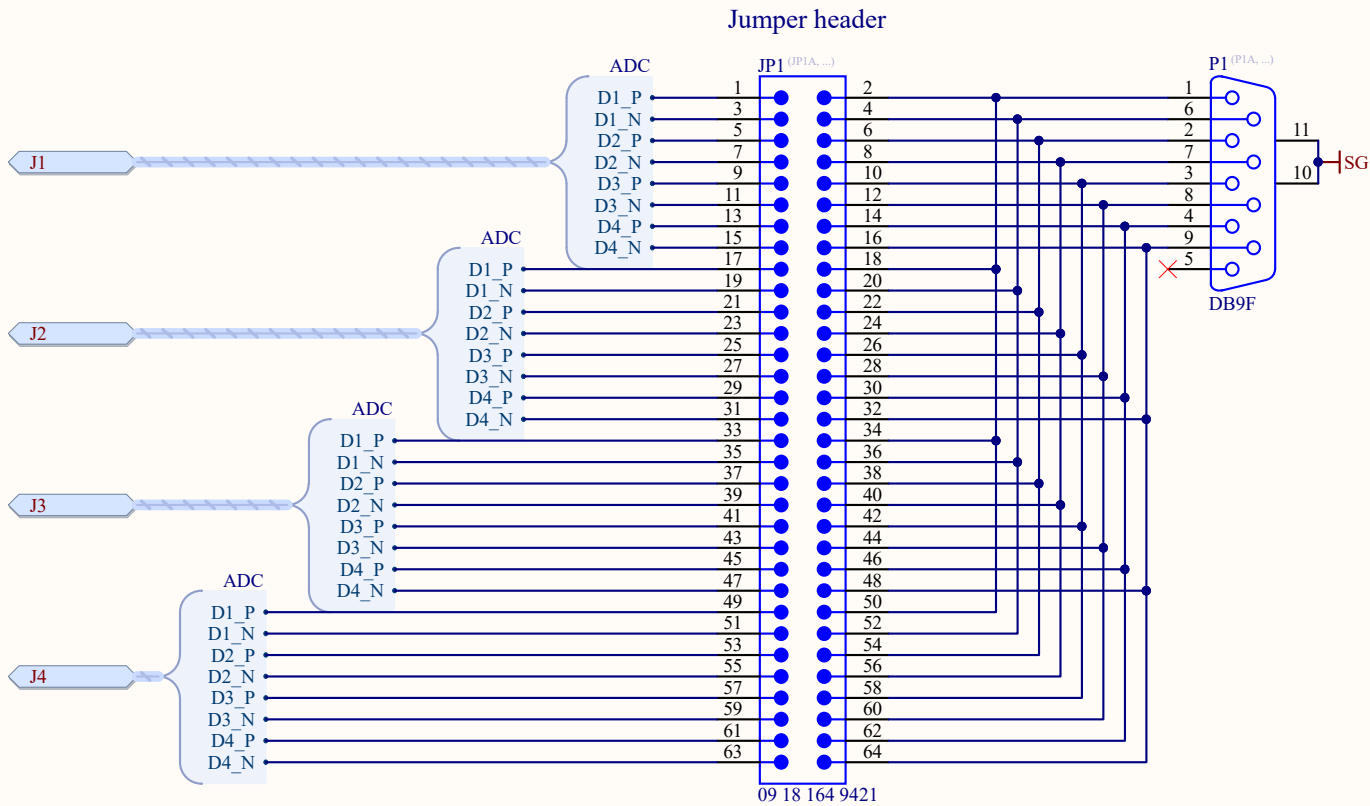 Jumper header
ADC
JP1 (JP1A, ...)
P1 (P1A, ...)
D1_P 1 2 1
D1_N 3 4 6
D2_P 5 6 2 11
J1 D2_N 7 8 7 SG
D3_P 9 10 3 10
D3_N 11 12 8
D4_P 13 14 4
ADC D4_N 15 16 9
D1_P 17 18 5
D1_N 19 20 DB9F
D2_P 21 22
J2 D2_N 23 24
D3_P 25 26
D3_N 27 28
D4_P 29 30
ADC D4_N 31 32
D1_P 33 34
D1_N 35 36
D2_P 37 38
J3 D2_N 39 40
D3_P 41 42
D3_N 43 44
D4_P 45 46
ADC D4_N 47 48
D1_P 49 50
D1_N 51 52
D2_P 53 54
J4 D2_N 55 56
D3_P 57 58
D3_N 59 60
D4_P 61 62
D4_N 63 64
09 18 164 9421